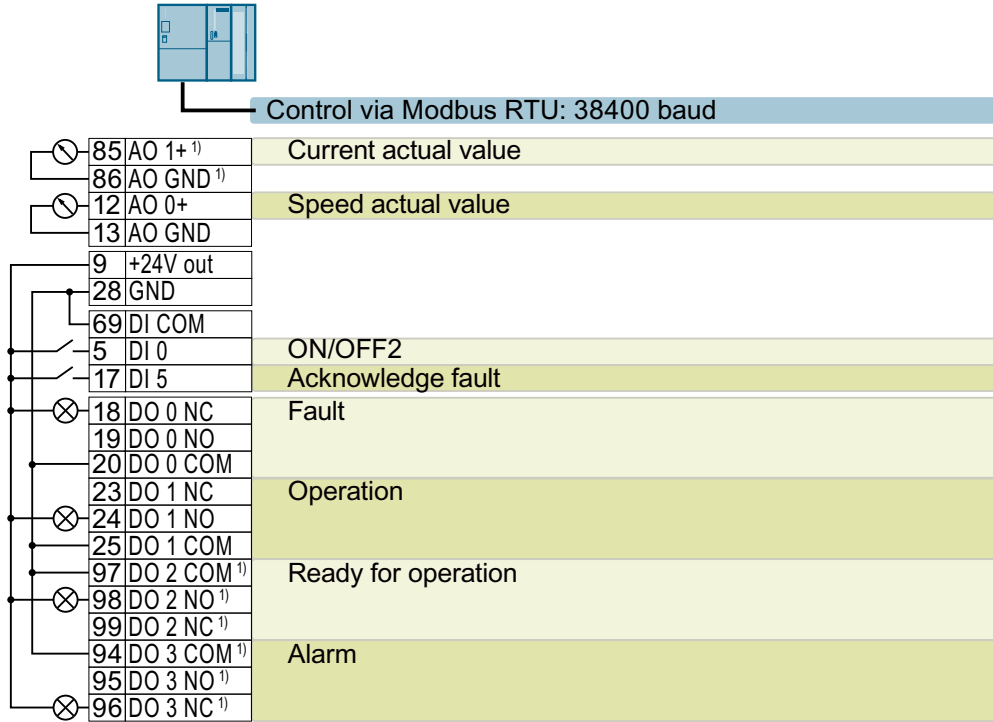 Control via Modbus RTU: 38400 baud
85 AO 1+ 1) Current actual value
86 AO GND 1)
12 AO 0+ Speed actual value
13 AO GND
9 +24V out
28 GND
69 DI COM
5 DI 0 ON/OFF2
17 DI 5 Acknowledge fault
18 DO 0 NC Fault
19 DO 0 NO
20 DO 0 COM
23 DO 1 NC Operation
24 DO 1 NO
25 DO 1 COM
97 DO 2 COM 1) Ready for operation
98 DO 2 NO 1)
99 DO 2 NC 1)
94 DO 3 COM 1) Alarm
95 DO 3 NO 1)
96 DO 3 NC 1)